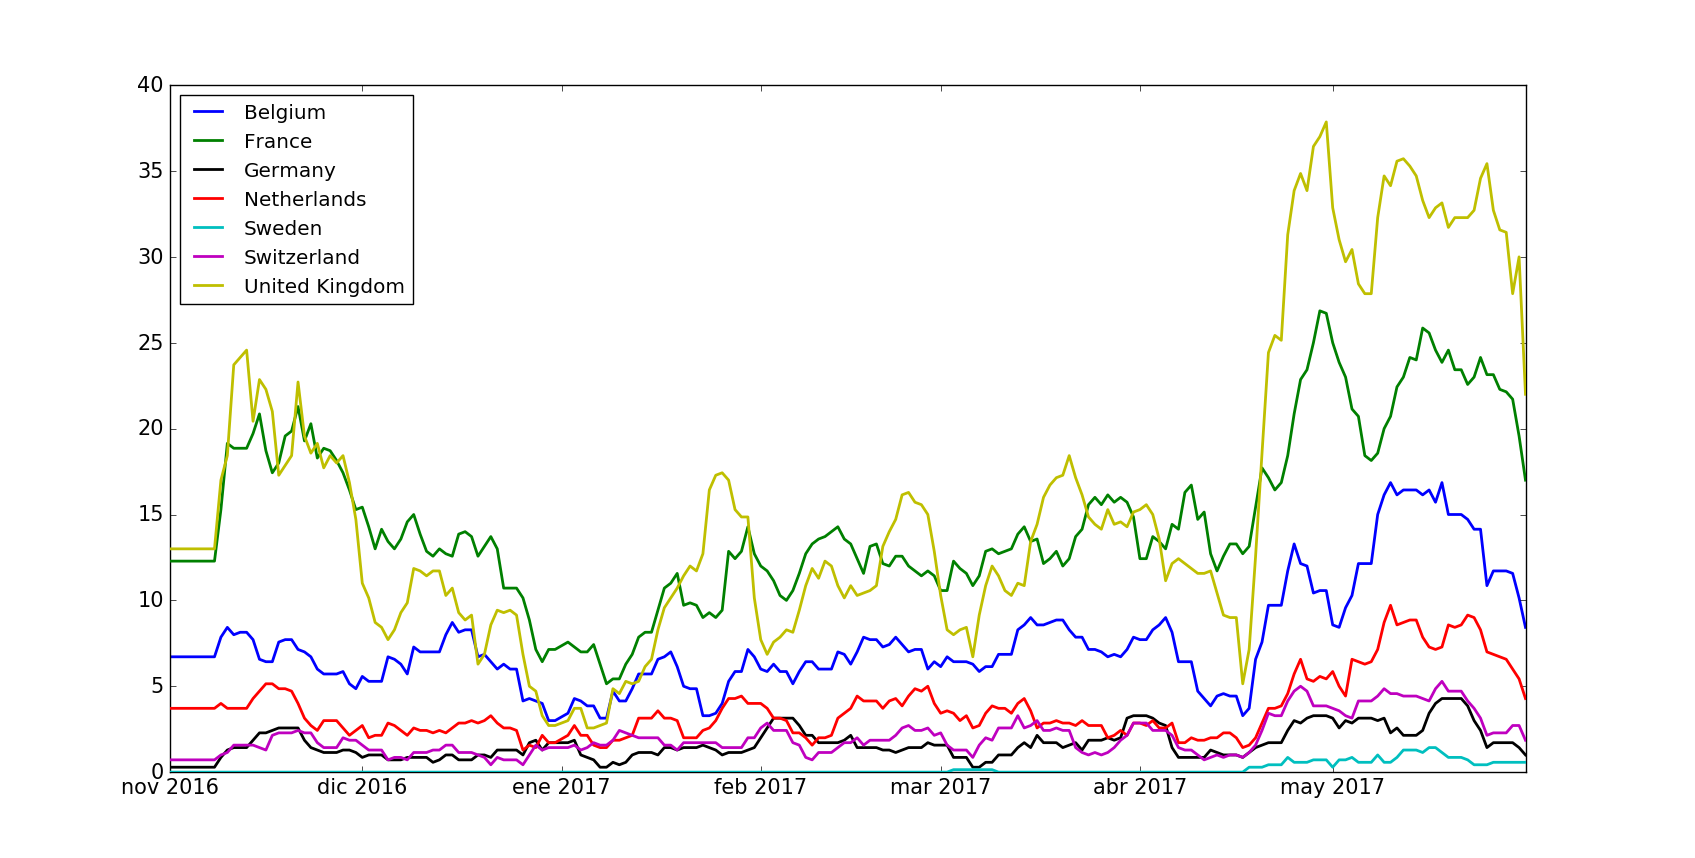 40
35
30
25
20
15
10
5
0
Belgium
France
Germany
Netherlands
Sweden
Switzerland
United Kingdom
nov 2016 dic 2016 ene 2017 feb 2017 mar 2017 abr 2017 may 2017